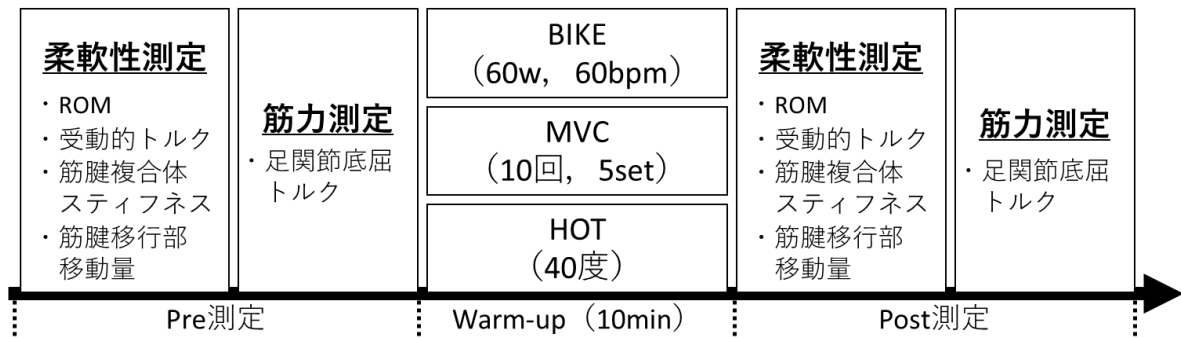 柔軟性測定
・ROM
・受動的トルク
・筋腱複合体
スティフネス
・筋腱移行部
移動量
筋力測定
・足関節底屈
トルク
BIKE
（60w，60bpm）
MVC
（10回，5set）
HOT
（40度）
柔軟性測定
・ROM
・受動的トルク
・筋腱複合体
スティフネス
・筋腱移行部
移動量
筋力測定
・足関節底屈
トルク
Pre測定
Warm-up（10min）
Post測定